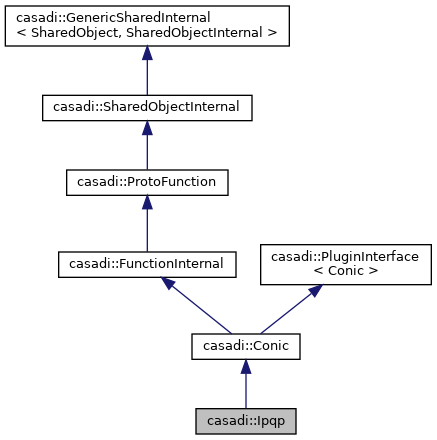 casadi::GenericSharedInternal
< SharedObject, SharedObjectInternal >
casadi::SharedObjectInternal
casadi::ProtoFunction
casadi::FunctionInternal
casadi::PluginInterface
< Conic >
casadi::Conic
casadi::Ipqp